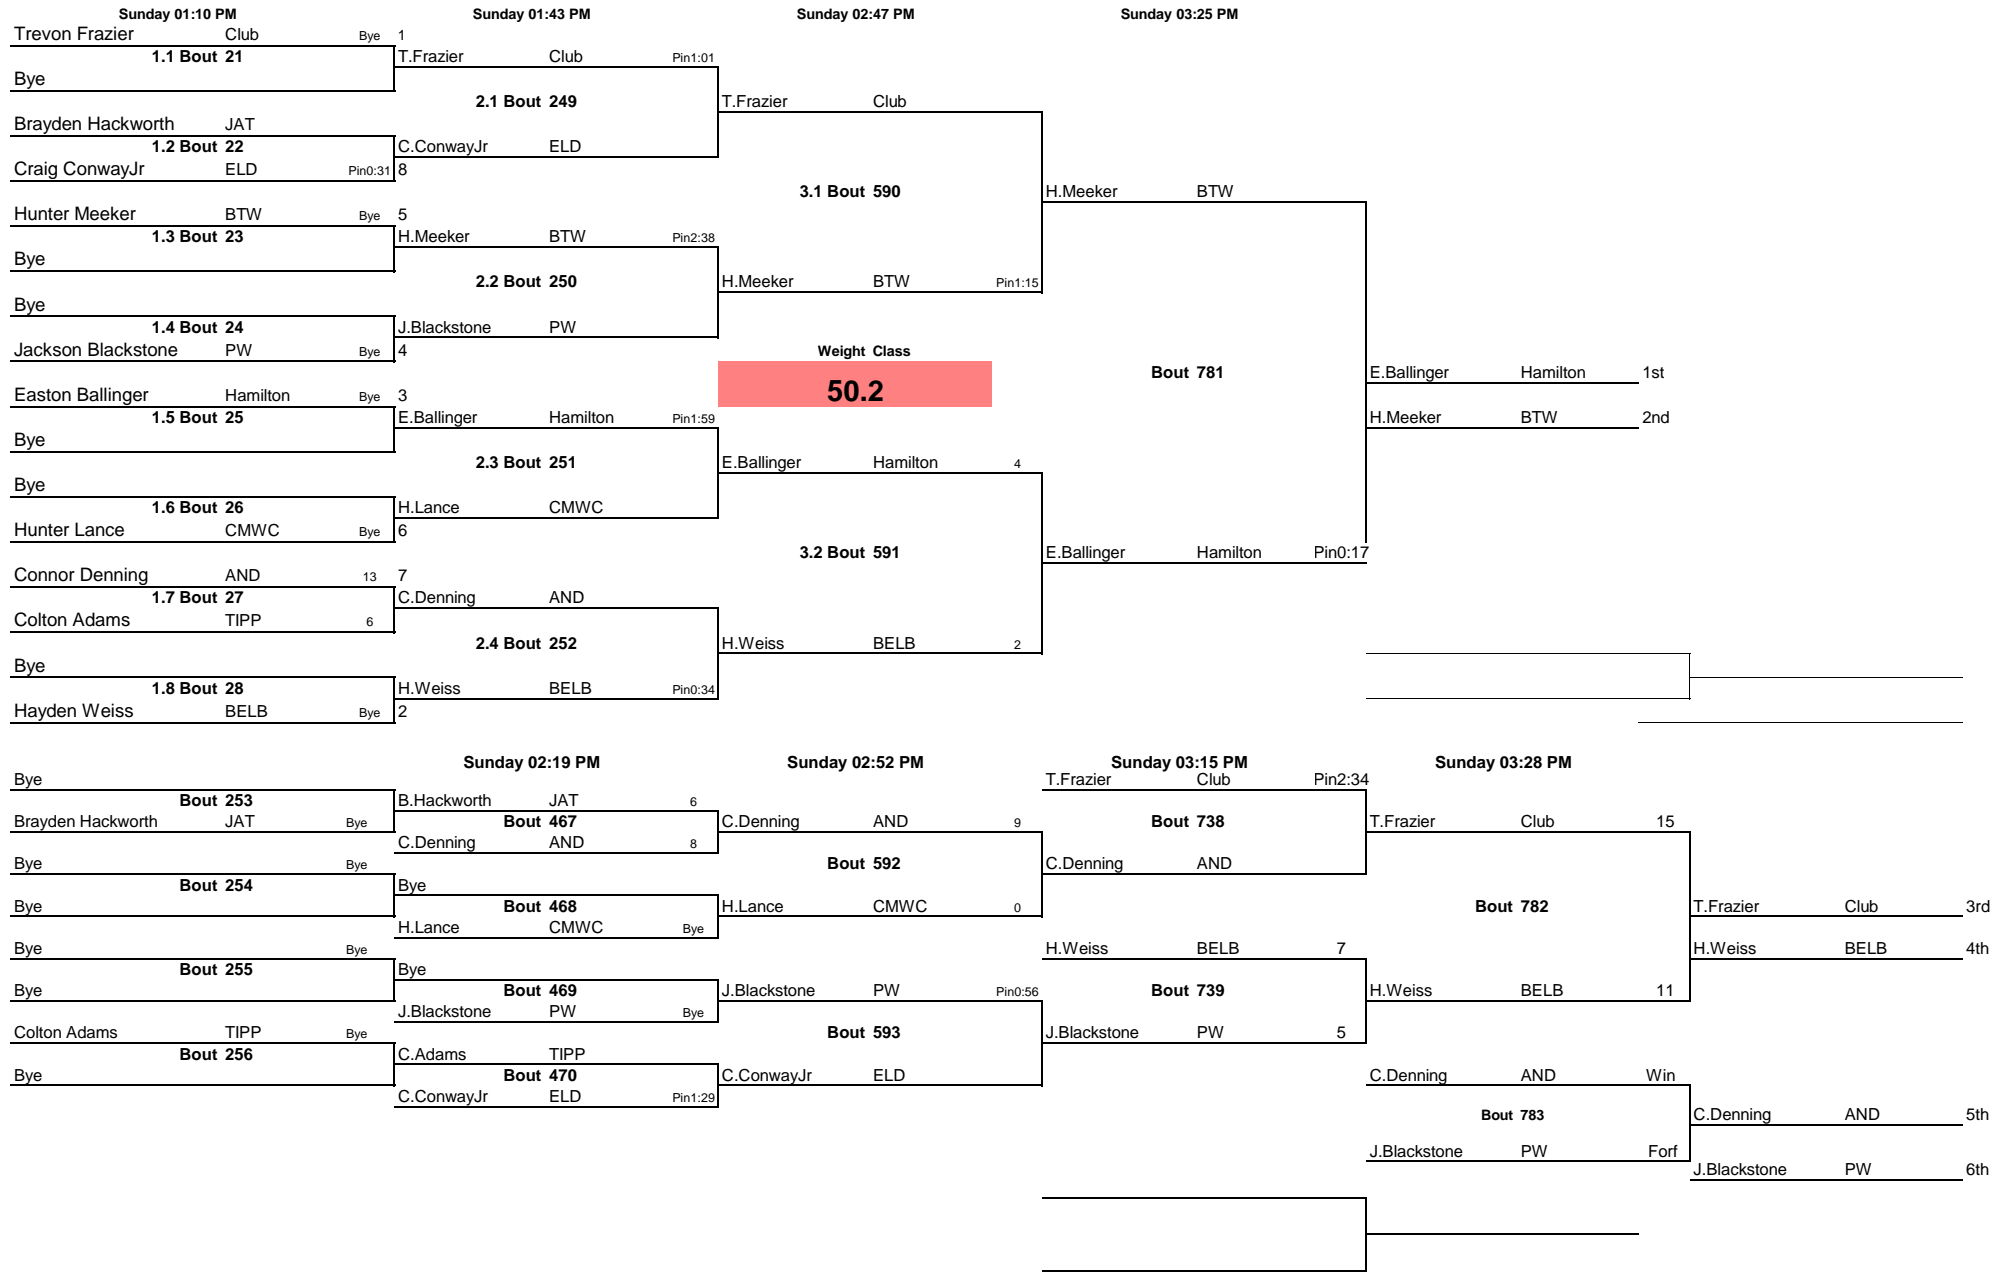 Sunday 01:10 PM Sunday 01:43 PM Sunday 02:47 PM Sunday 03:25 PM
Trevon Frazier Club Bye 1
1.1 Bout 21 T.Frazier Club Pin1:01
Bye
2.1 Bout 249 T.Frazier Club
Brayden Hackworth JAT
1.2 Bout 22 C.ConwayJr ELD
Craig ConwayJr ELD Pin0:31 8
3.1 Bout 590 H.Meeker BTW
Hunter Meeker BTW Bye 5
1.3 Bout 23 H.Meeker BTW Pin2:38
Bye
2.2 Bout 250 H.Meeker BTW Pin1:15
Bye
1.4 Bout 24 J.Blackstone PW
Jackson Blackstone PW Bye 4 Weight Class
Bout 781 E.Ballinger Hamilton 1st
50.2
Easton Ballinger Hamilton Bye 3
1.5 Bout 25 E.Ballinger Hamilton Pin1:59 H.Meeker BTW 2nd
Bye
2.3 Bout 251 E.Ballinger Hamilton 4
Bye
1.6 Bout 26 H.Lance CMWC
Hunter Lance CMWC Bye 6
3.2 Bout 591 E.Ballinger Hamilton Pin0:17
Connor Denning AND 13 7
1.7 Bout 27 C.Denning AND
Colton Adams TIPP 6
2.4 Bout 252 H.Weiss BELB 2
Bye
1.8 Bout 28 H.Weiss BELB Pin0:34
Hayden Weiss BELB Bye 2
Sunday 02:19 PM Sunday 02:52 PM Sunday 03:15 PM Sunday 03:28 PM
Bye T.Frazier Club Pin2:34
Bout 253 B.Hackworth JAT 6
Brayden Hackworth JAT Bye Bout 467 C.Denning AND 9 Bout 738 T.Frazier Club 15
C.Denning AND 8
Bye Bye Bout 592 C.Denning AND
Bout 254 Bye
Bye Bout 468 H.Lance CMWC 0 Bout 782 T.Frazier Club 3rd
H.Lance CMWC Bye
Bye Bye H.Weiss BELB 7 H.Weiss BELB 4th
Bout 255 Bye
Bye Bout 469 J.Blackstone PW Pin0:56 Bout 739 H.Weiss BELB 11
J.Blackstone PW Bye
Colton Adams TIPP Bye Bout 593 J.Blackstone PW 5
Bout 256 C.Adams TIPP
Bye Bout 470 C.ConwayJr ELD C.Denning AND Win
C.ConwayJr ELD Pin1:29
Bout 783 C.Denning AND 5th
J.Blackstone PW Forf
J.Blackstone PW 6th